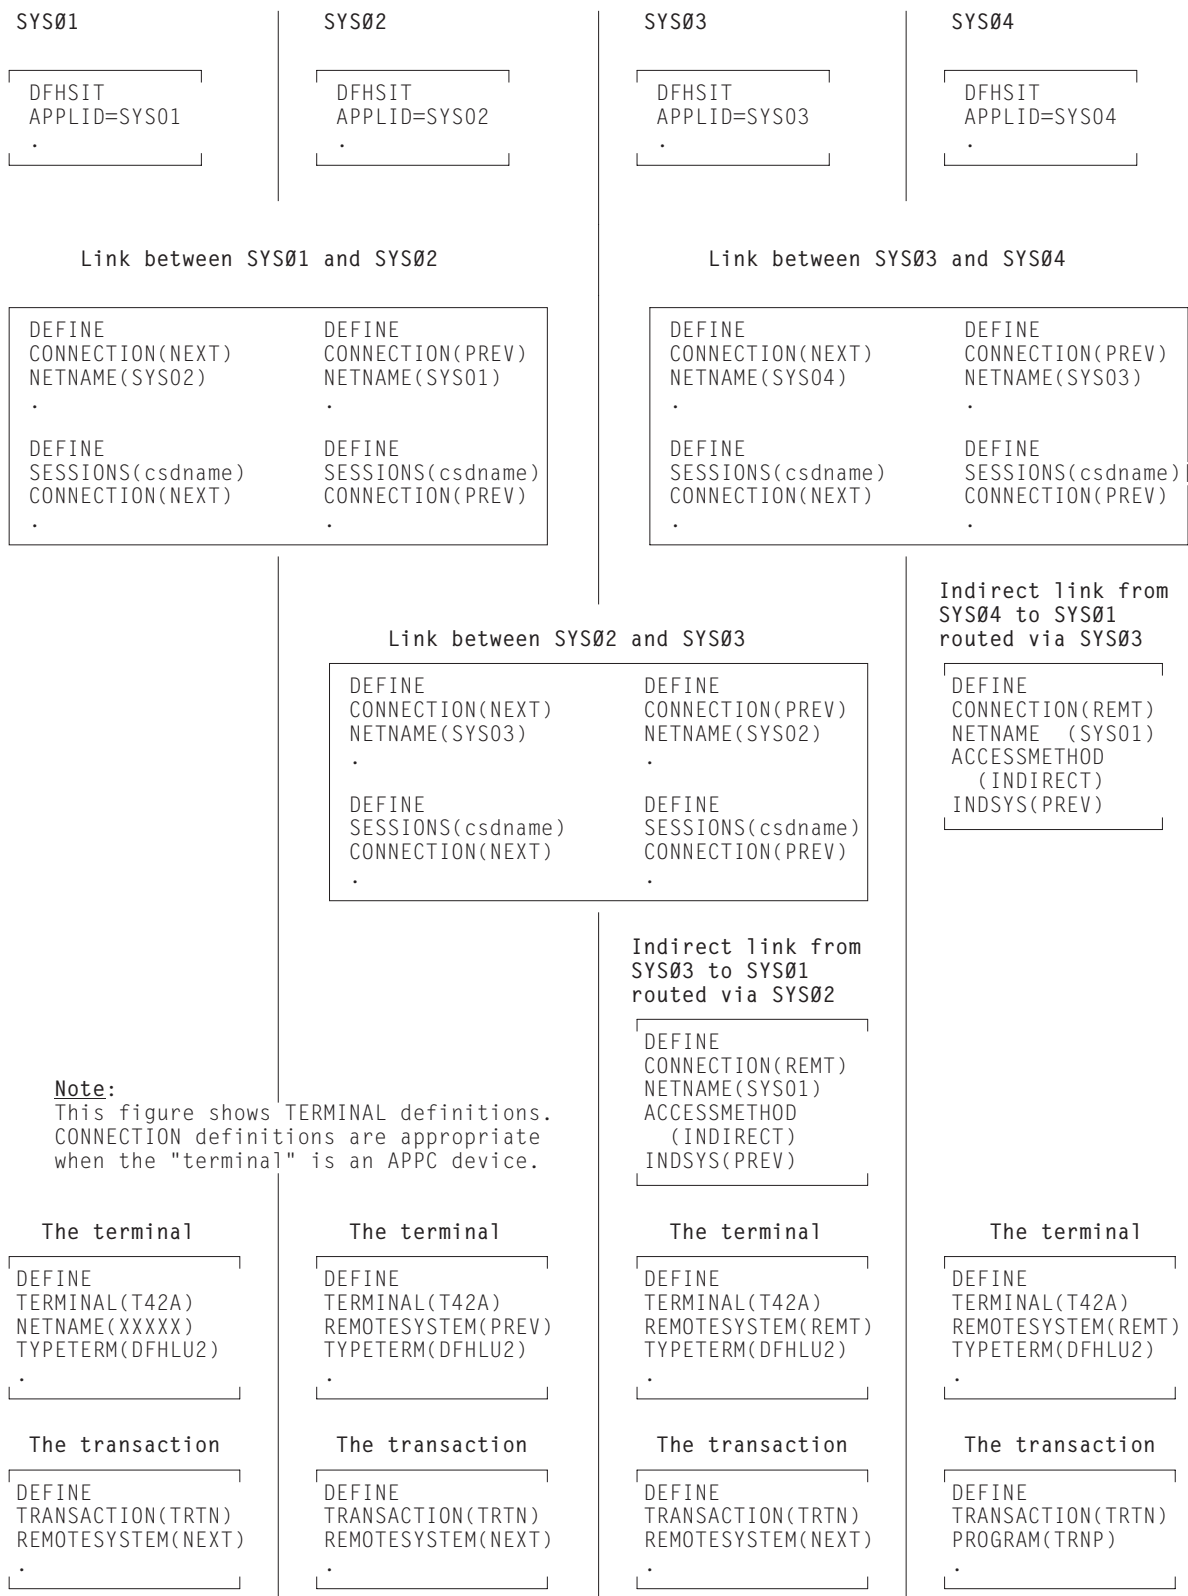 SYSØ1 SYSØ2 SYSØ3 SYSØ4
DFHSIT DFHSIT DFHSIT DFHSIT
APPLID=SYS01 APPLID=SYS02 APPLID=SYS03 APPLID=SYS04
. . . .
Link between SYSØ1 and SYSØ2 Link between SYSØ3 and SYSØ4
DEFINE DEFINE DEFINE DEFINE
CONNECTION(NEXT) CONNECTION(PREV) CONNECTION(NEXT) CONNECTION(PREV)
NETNAME(SYS02) NETNAME(SYS01) NETNAME(SYS04) NETNAME(SYS03)
. . . .
DEFINE DEFINE DEFINE DEFINE
SESSIONS(csdname) SESSIONS(csdname) SESSIONS(csdname) SESSIONS(csdname)
CONNECTION(NEXT) CONNECTION(PREV) CONNECTION(NEXT) CONNECTION(PREV)
. . . .
Indirect link from
SYSØ4 to SYSØ1
routed via SYSØ3
DEFINE
CONNECTION(REMT)
NETNAME (SYS01)
ACCESSMETHOD
(INDIRECT)
INDSYS(PREV)
Link between SYSØ2 and SYSØ3
DEFINE DEFINE
CONNECTION(NEXT) CONNECTION(PREV)
NETNAME(SYS03) NETNAME(SYS02)
. .
DEFINE DEFINE
SESSIONS(csdname) SESSIONS(csdname)
CONNECTION(NEXT) CONNECTION(PREV)
. .
Indirect link from
SYSØ3 to SYSØ1
routed via SYSØ2
DEFINE
CONNECTION(REMT)
NETNAME(SYS01)
ACCESSMETHOD
(INDIRECT)
INDSYS(PREV)
Note:
This figure shows TERMINAL definitions.
CONNECTION definitions are appropriate
when the "terminal" is an APPC device.
The terminal The terminal The terminal The terminal
DEFINE DEFINE DEFINE DEFINE
TERMINAL(T42A) TERMINAL(T42A) TERMINAL(T42A) TERMINAL(T42A)
NETNAME(XXXXX) REMOTESYSTEM(PREV) REMOTESYSTEM(REMT) REMOTESYSTEM(REMT)
TYPETERM(DFHLU2) TYPETERM(DFHLU2) TYPETERM(DFHLU2) TYPETERM(DFHLU2)
. . . .
The transaction The transaction The transaction The transaction
DEFINE DEFINE DEFINE DEFINE
TRANSACTION(TRTN) TRANSACTION(TRTN) TRANSACTION(TRTN) TRANSACTION(TRTN)
REMOTESYSTEM(NEXT) REMOTESYSTEM(NEXT) REMOTESYSTEM(NEXT) PROGRAM(TRNP)
. . . .